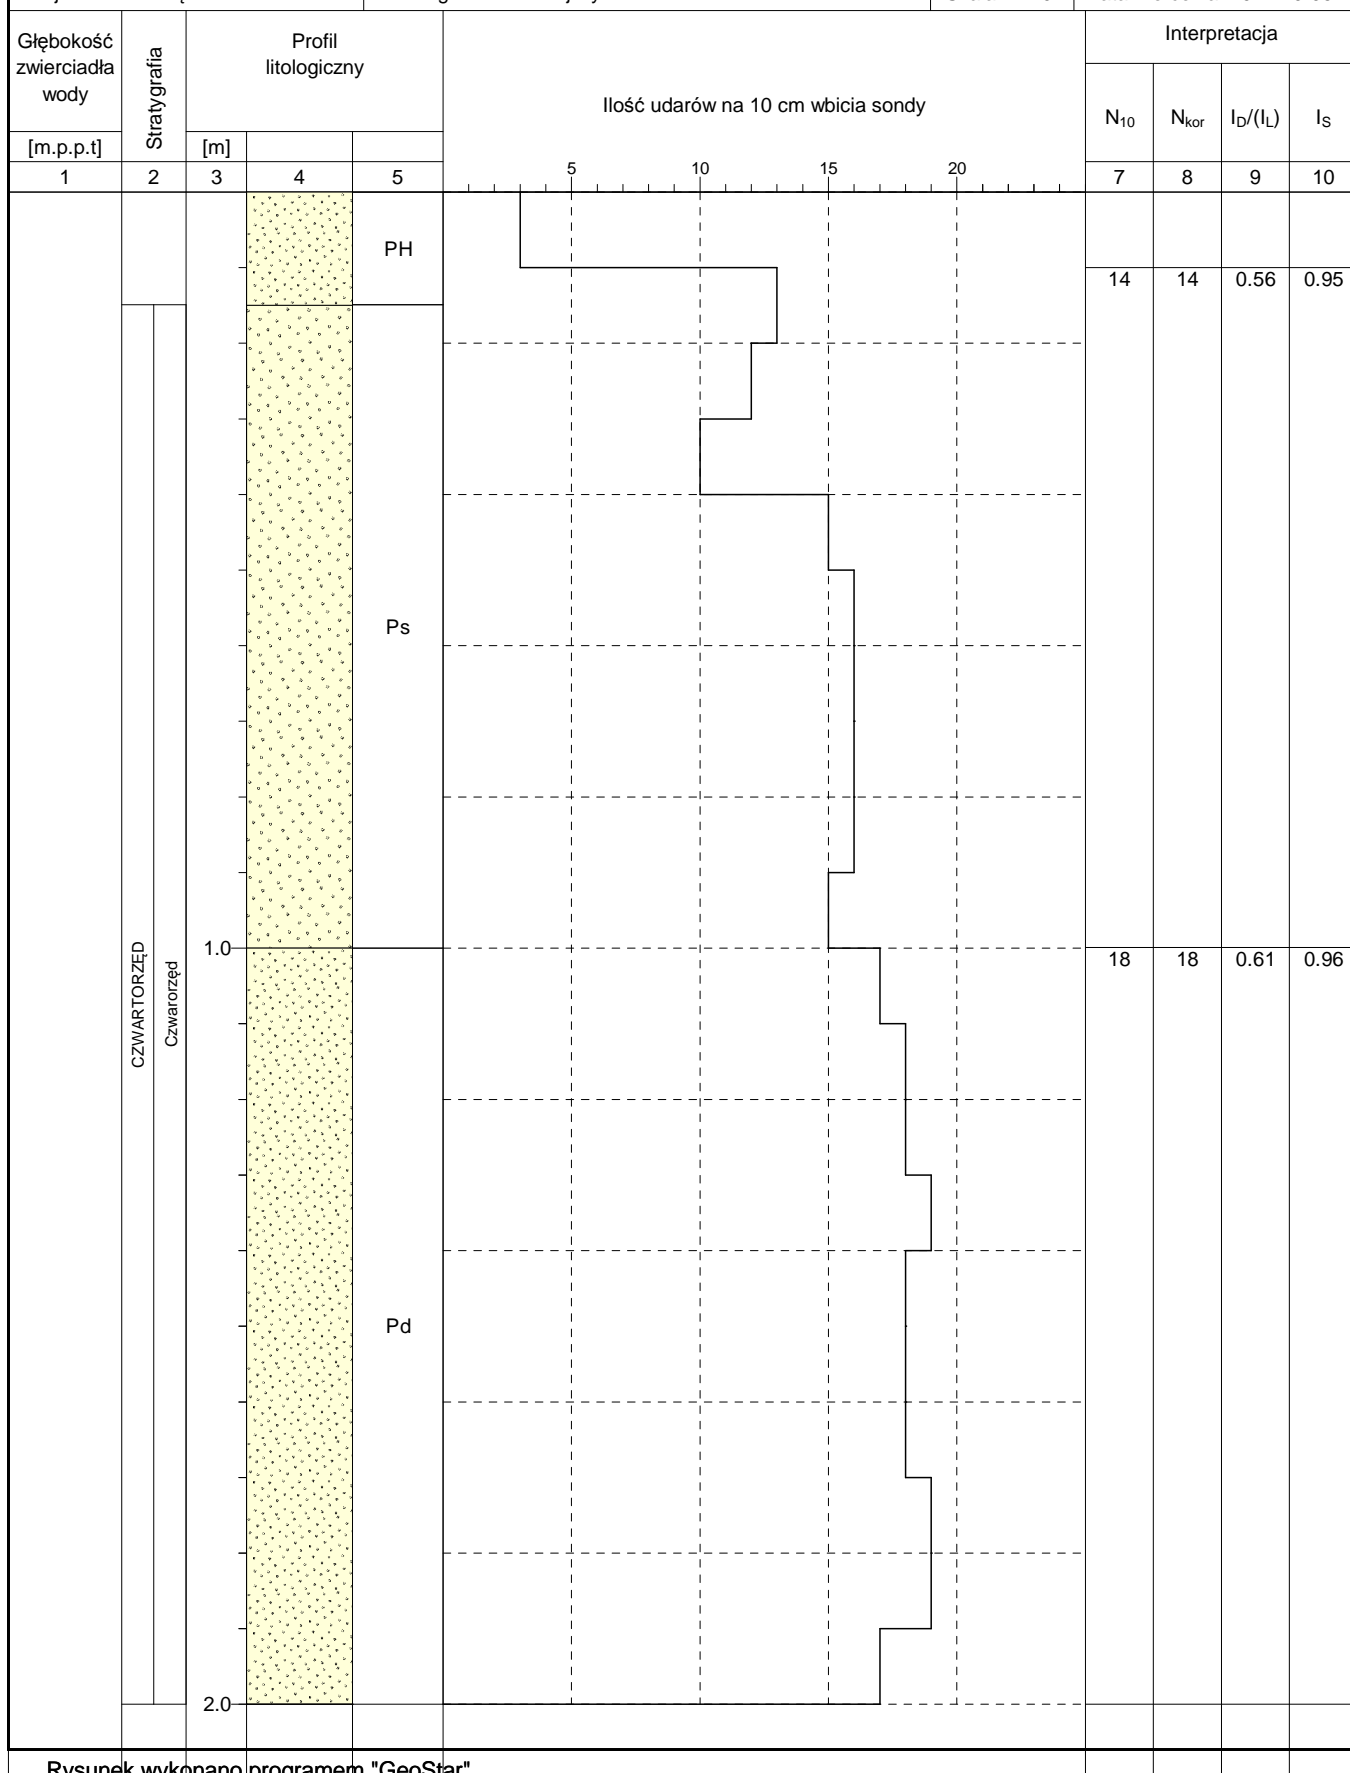 Głębokość
zwierciadła
wody
[m.p.p.t]
Stratygrafia
Profil
litologiczny
[m]
Ilość udarów na 10 cm wbicia sondy
Interpretacja
N10 Nkor ID/(IL) IS
5 10 15 20
1 2 3 4 5 7 8 9 10
PH
14 14 0.56 0.95
Ps
1.0
18 18 0.61 0.96
CZWARTORZĘD
Czwarorzęd
Pd
2.0
Rysunek wykonano programem "GeoStar"